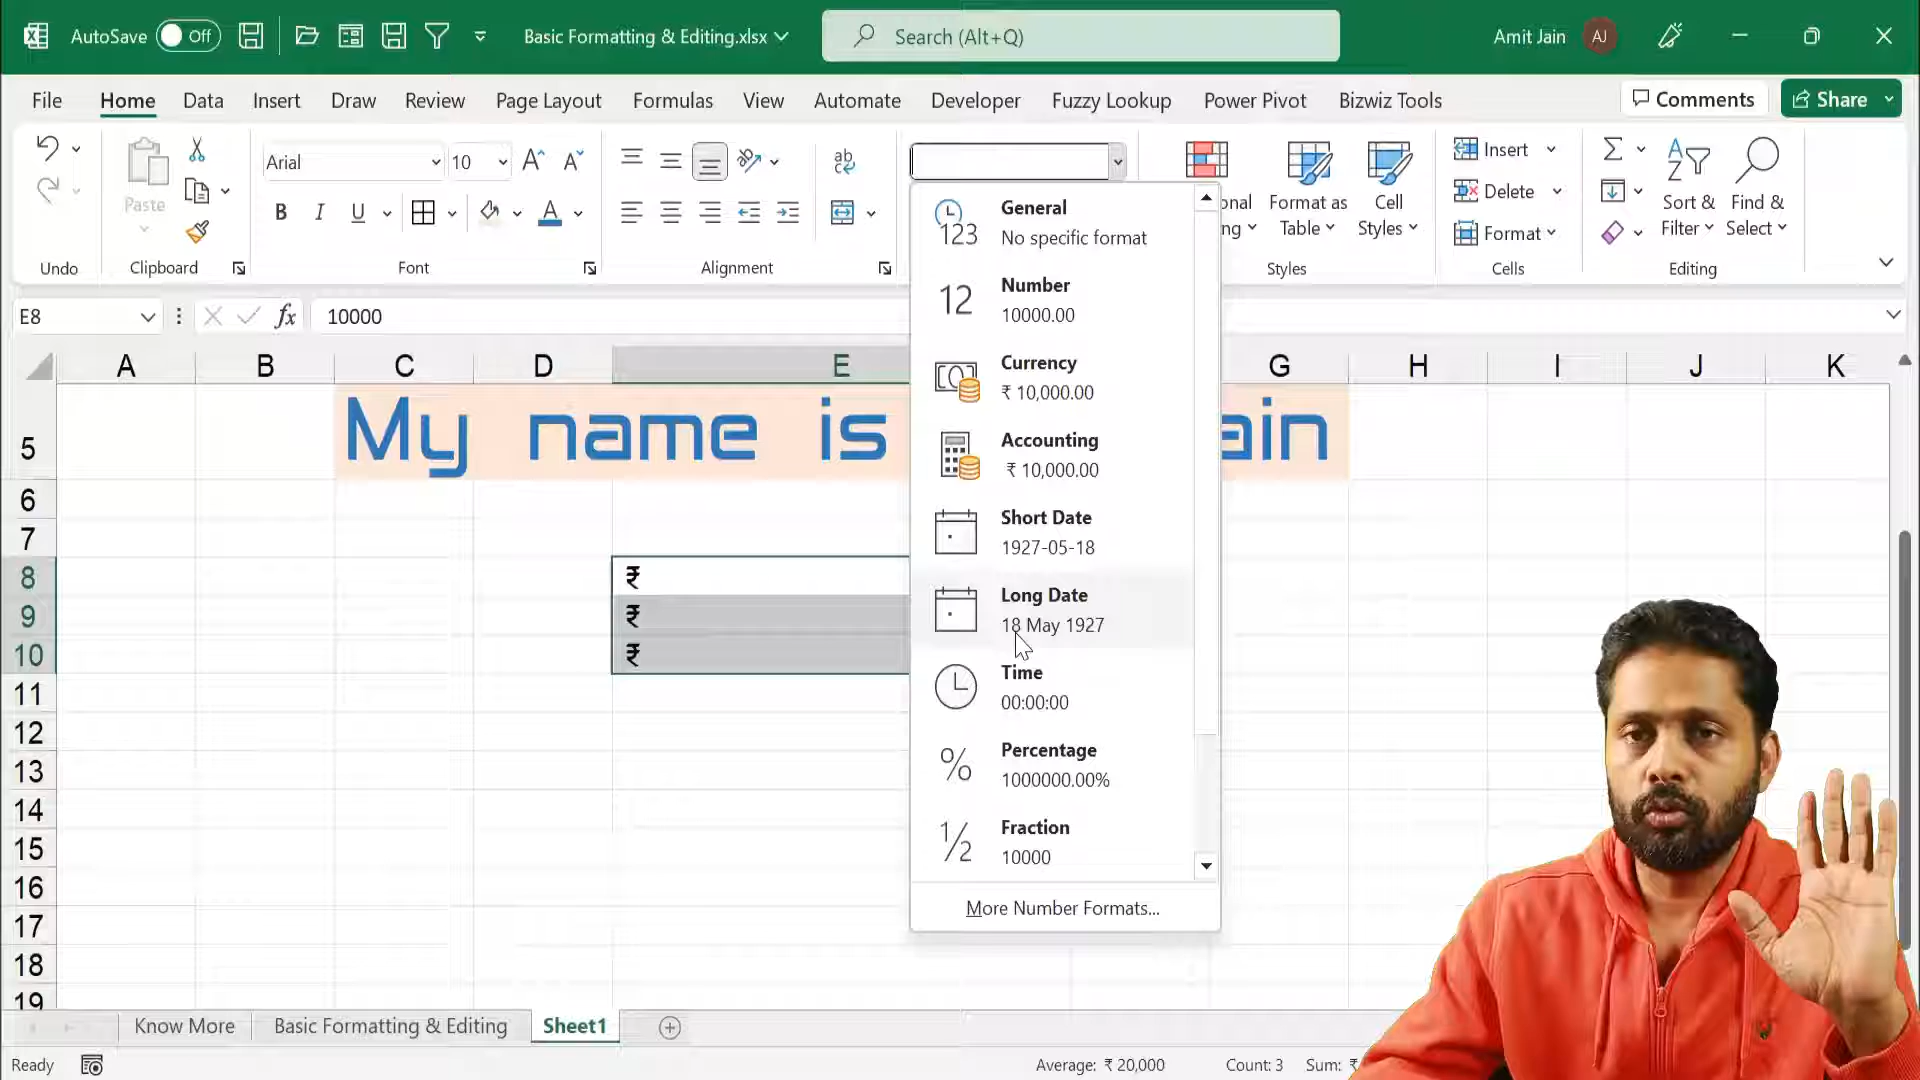 AutoSave Off Basic Formatting & Editing.xlsx Search (Alt+Q) Amit Jain AJ
File Home Data Insert Draw Review Page Layout Formulas View Automate Developer Fuzzy Lookup Power Pivot Bizwiz Tools Comments Share
Paste
Arial 10
B I U A
ab
Format as
Table
Cell
Styles
Insert
Delete
Format
Sort &
Filter
Find &
Select
Undo Clipboard Font Alignment Styles Cells Editing
E8 fx 10000
General
No specific format
Number
10000.00
Currency
₹ 10,000.00
Accounting
₹ 10,000.00
Short Date
1927-05-18
Long Date
18 May 1927
Time
00:00:00
Percentage
1000000.00%
Fraction
10000
More Number Formats...
A B C D E G H I J K
5 My name is ain
6
7
8 ₹
9 ₹
10 ₹
11
12
13
14
15
16
17
18
19
Know More Basic Formatting & Editing Sheet1
Ready Average: ₹ 20,000 Count: 3 Sum: ₹